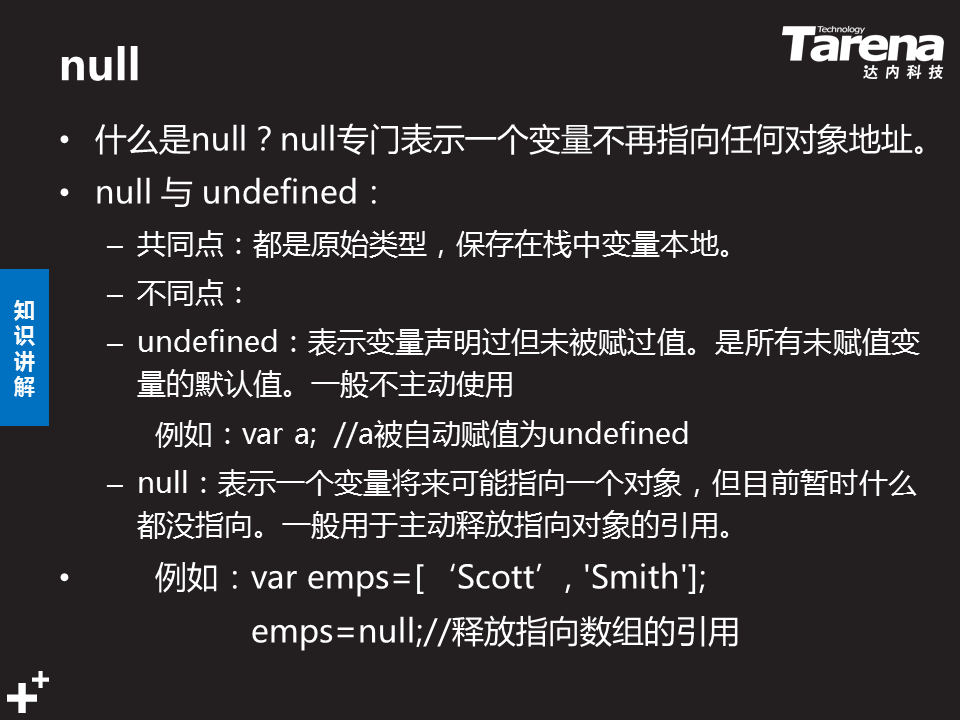 null
Technology
Tarena
达内科技
• 什么是null？null专门表示一个变量不再指向任何对象地址。
• null 与 undefined：
– 共同点：都是原始类型，保存在栈中变量本地。
– 不同点：
– undefined：表示变量声明过但未被赋过值。是所有未赋值变
量的默认值。一般不主动使用
例如：var a; //a被自动赋值为undefined
– null：表示一个变量将来可能指向一个对象，但目前暂时什么
都没指向。一般用于主动释放指向对象的引用。
• 例如：var emps=[‘Scott’, 'Smith'];
emps=null;//释放指向数组的引用
知
识
讲
解